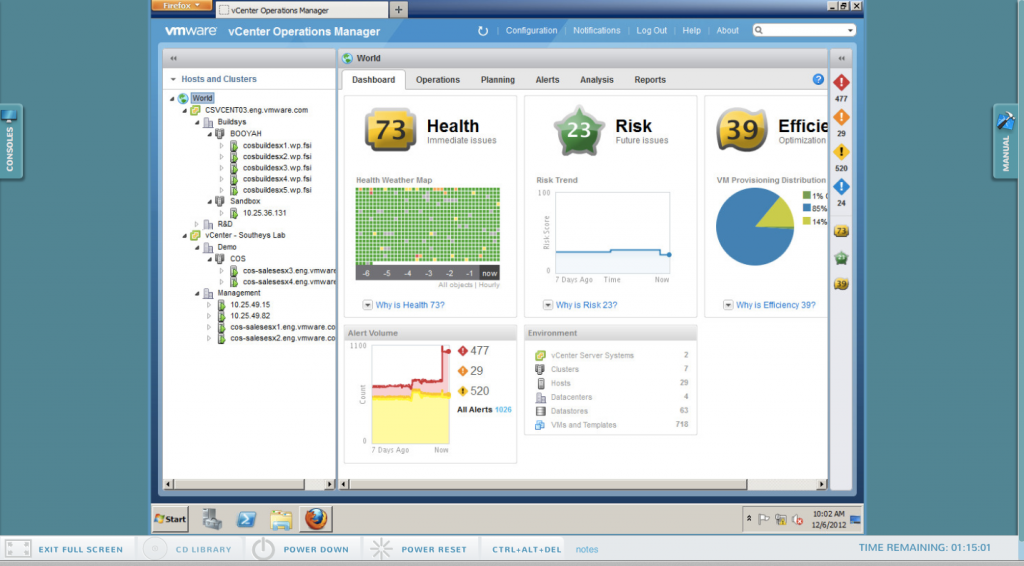 Firefox
vCenter Operations Manager
+
vmware vCenter Operations Manager
Configuration | Notifications | Log Out | Help | About
Hosts and Clusters
World
CSVCENT03.eng.vmware.com
Buildsys
BOOYAH
cosbuildesx1.wp.fsi
cosbuildesx2.wp.fsi
cosbuildesx3.wp.fsi
cosbuildesx4.wp.fsi
cosbuildesx5.wp.fsi
Sandbox
10.25.36.131
R&D
vCenter - Southeys Lab
Demo
COS
cos-salesesx3.eng.vmware
cos-salesesx4.eng.vmware
Management
10.25.49.15
10.25.49.82
cos-salesesx1.eng.vmware.co
cos-salesesx2.eng.vmware.co
World
Dashboard Operations Planning Alerts Analysis Reports ?
73 Health
Immediate issues
Health Weather Map
-6 -5 -4 -3 -2 -1 now
All objects | Hourly
Why is Health 73?
23 Risk
Future issues
Risk Trend
100
Risk Score
0
7 Days Ago Time Now
Why is Risk 23?
39 Efficie
Optimization
VM Provisioning Distribution
1%
85%
14%
Why is Efficiency 39?
Alert Volume
1100
Count
0
7 Days Ago Now
477
29
520
All Alerts 1026
Environment
vCenter Server Systems 2
Clusters 7
Hosts 29
Datacenters 4
Datastores 63
VMs and Templates 718
477
29
520
24
73
23
39
CONSOLES
MANUAL
Start
10:02 AM
12/6/2012
EXIT FULL SCREEN
CD LIBRARY
POWER DOWN
POWER RESET
CTRL+ALT+DEL
notes
TIME REMAINING: 01:15:01